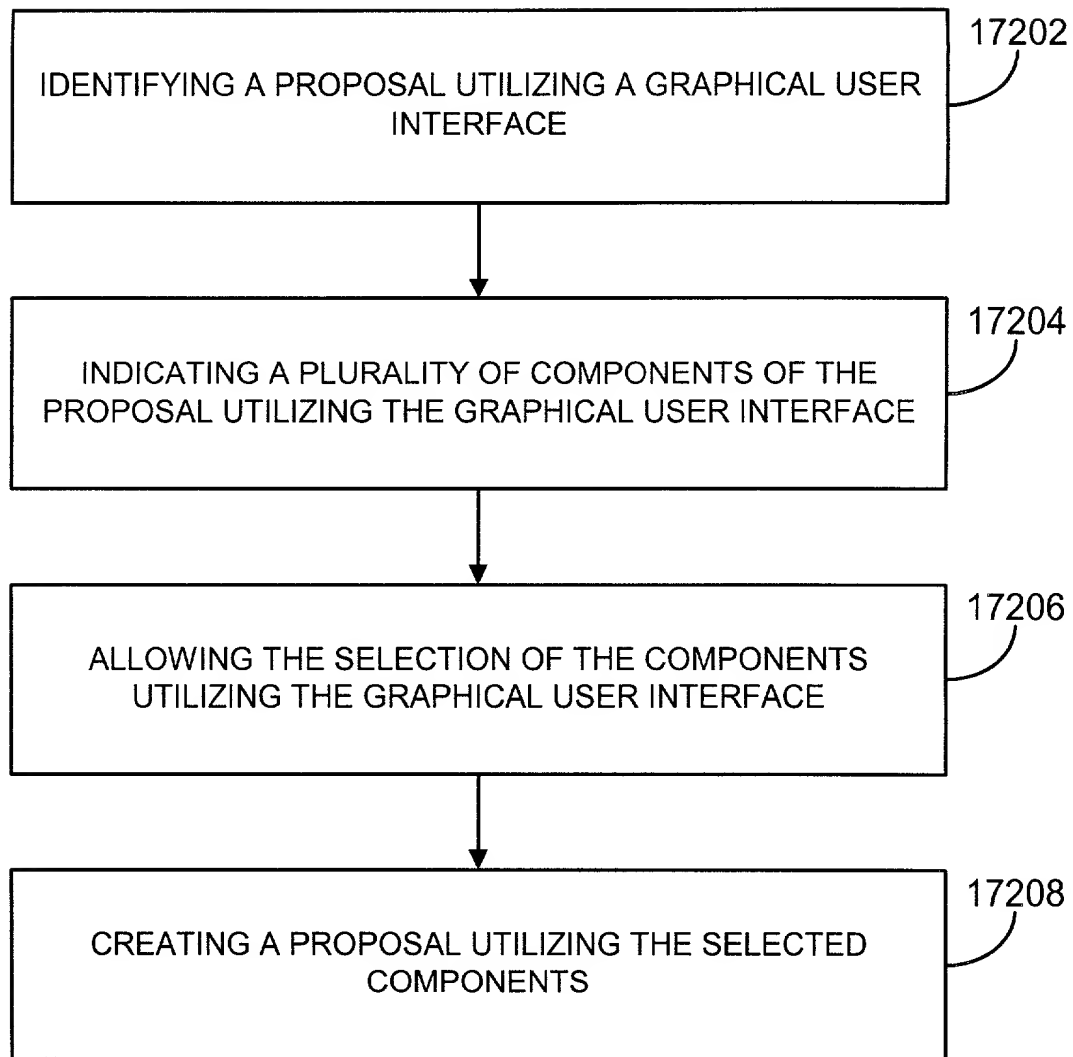 17202
IDENTIFYING A PROPOSAL UTILIZING A GRAPHICAL USER
INTERFACE
17204
INDICATING A PLURALITY OF COMPONENTS OF THE
PROPOSAL UTILIZING THE GRAPHICAL USER INTERFACE
17206
ALLOWING THE SELECTION OF THE COMPONENTS
UTILIZING THE GRAPHICAL USER INTERFACE
17208
CREATING A PROPOSAL UTILIZING THE SELECTED
COMPONENTS